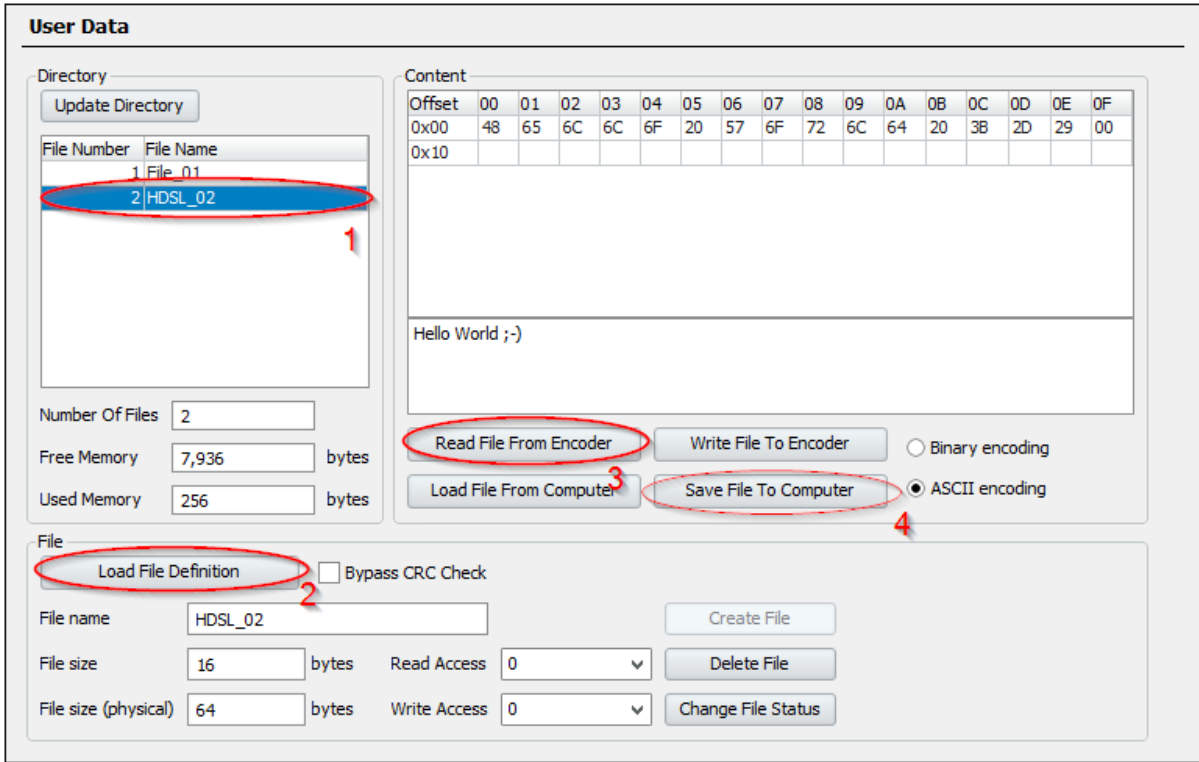 User Data
Directory
Update Directory
File Number File Name
1 File_01
2 HDSL_02
1
Number Of Files 2
Free Memory 7,936 bytes
Used Memory 256 bytes
Content
Offset 00 01 02 03 04 05 06 07 08 09 0A 0B 0C 0D 0E 0F
0x00 48 65 6C 6C 6F 20 57 6F 72 6C 64 20 3B 2D 29 00
0x10
Hello World ;-)
Read File From Encoder Write File To Encoder Binary encoding
3
Load File From Computer Save File To Computer ASCII encoding
4
File
Load File Definition Bypass CRC Check
2
File name HDSL_02 Create File
File size 16 bytes Read Access 0 Delete File
File size (physical) 64 bytes Write Access 0 Change File Status